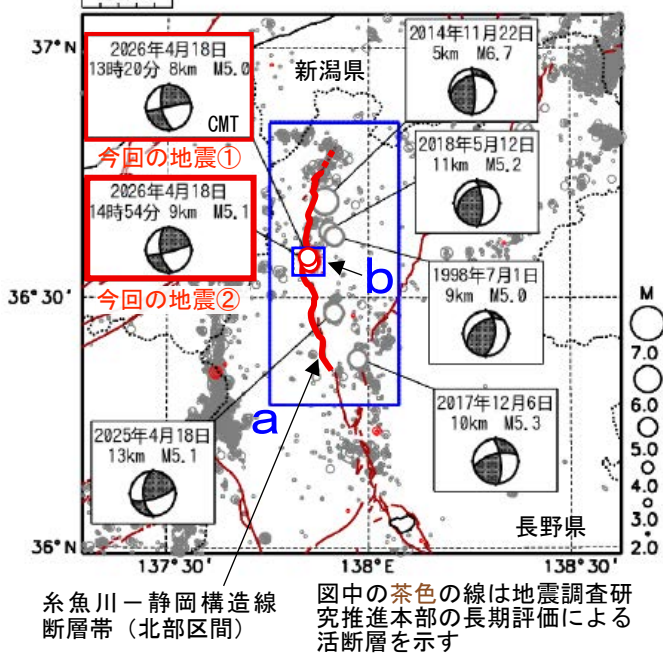 37°N
2026年4月18日
13時20分 8km M5.0
CMT
今回の地震①
新潟県
2014年11月22日
5km M6.7
2018年5月12日
11km M5.2
2026年4月18日
14時54分 9km M5.1
今回の地震②
b
36°30'
1998年7月1日
9km M5.0
M
7.0
6.0
5.0
4.0
3.0
2.0
a
2025年4月18日
13km M5.1
2017年12月6日
10km M5.3
長野県
36°N
137°30'
138°E
138°30'
糸魚川－静岡構造線
断層帯（北部区間）
図中の茶色の線は地震調査研
究推進本部の長期評価による
活断層を示す